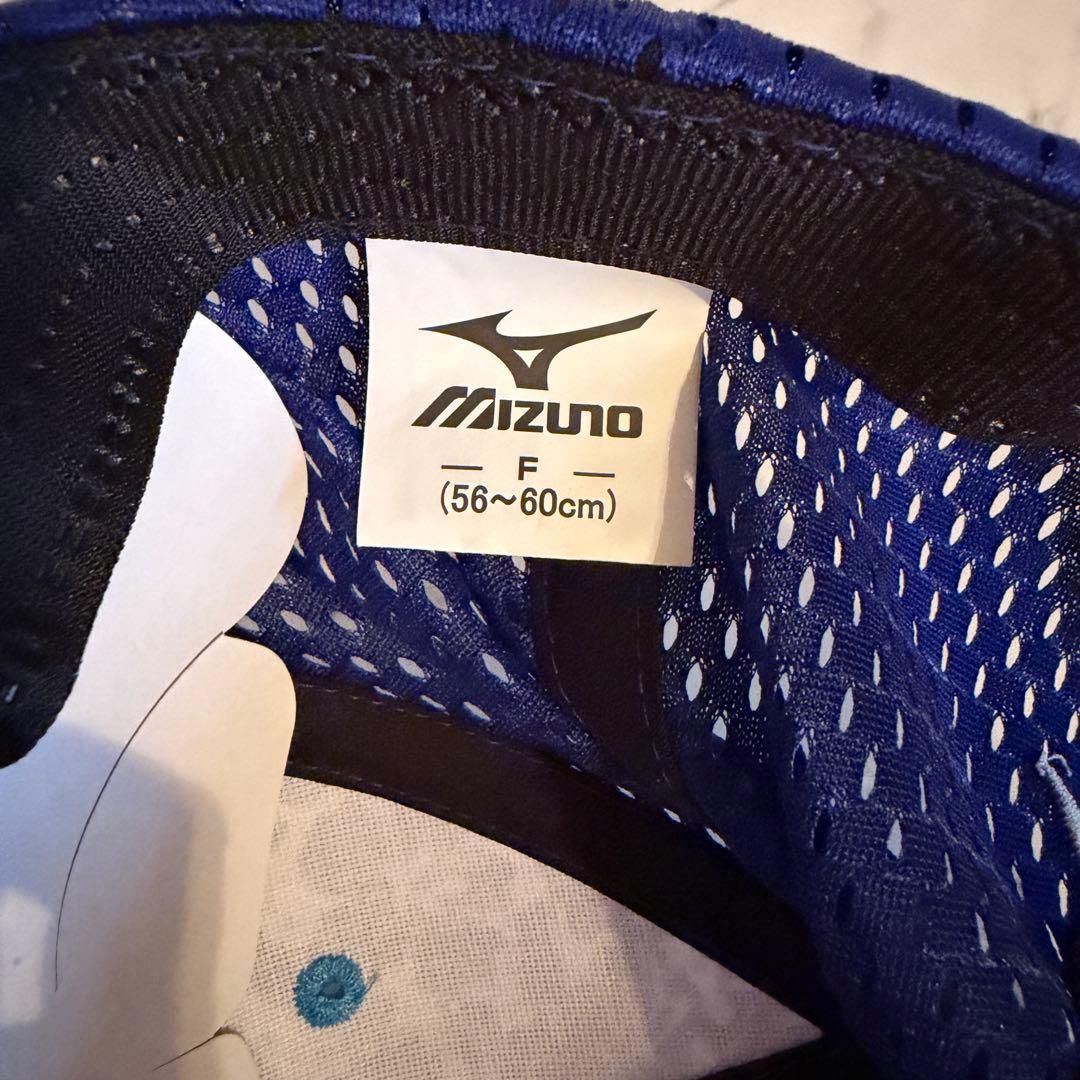 MIZUNO
— F —
(56～60cm)